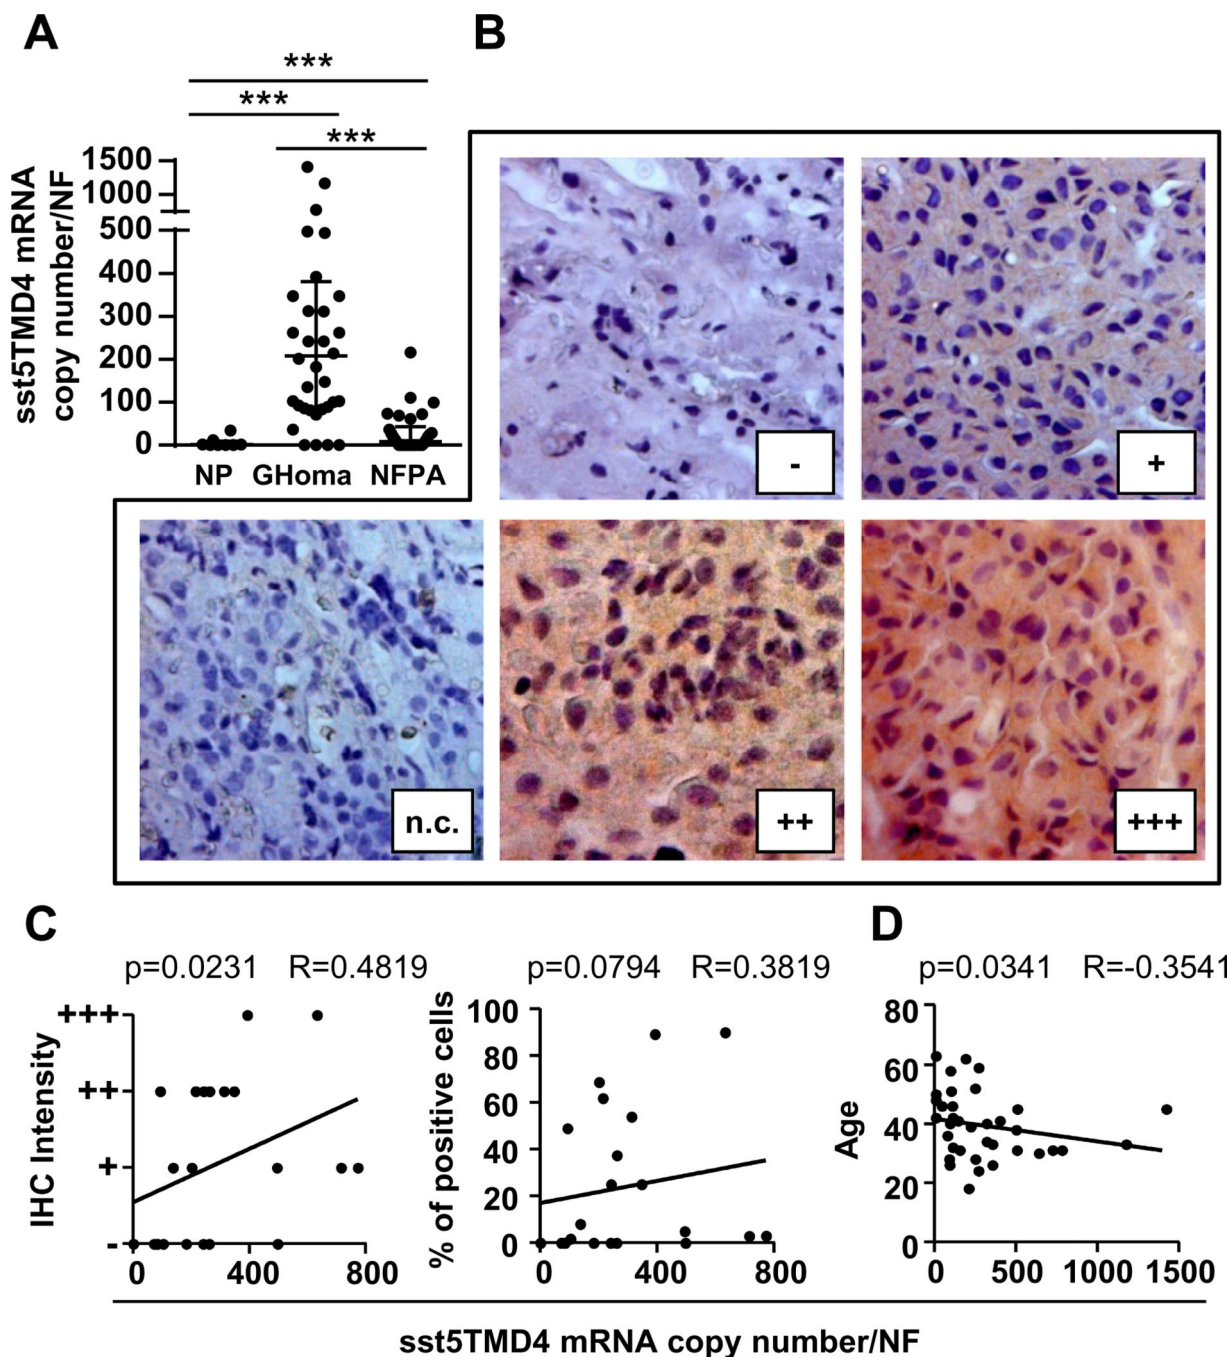 A
B
***
***
***
sst5TMD4 mRNA
copy number/NF
1500
1000
500
400
300
200
100
0
NP GHoma NFPA
-
+
n.c.
++
+++
C
D
p=0.0231 R=0.4819
p=0.0794 R=0.3819
p=0.0341 R=-0.3541
IHC Intensity
+++
++
+
-
0 400 800
% of positive cells
100
80
60
40
20
0
0 400 800
Age
80
60
40
20
0
0 500 1000 1500
sst5TMD4 mRNA copy number/NF